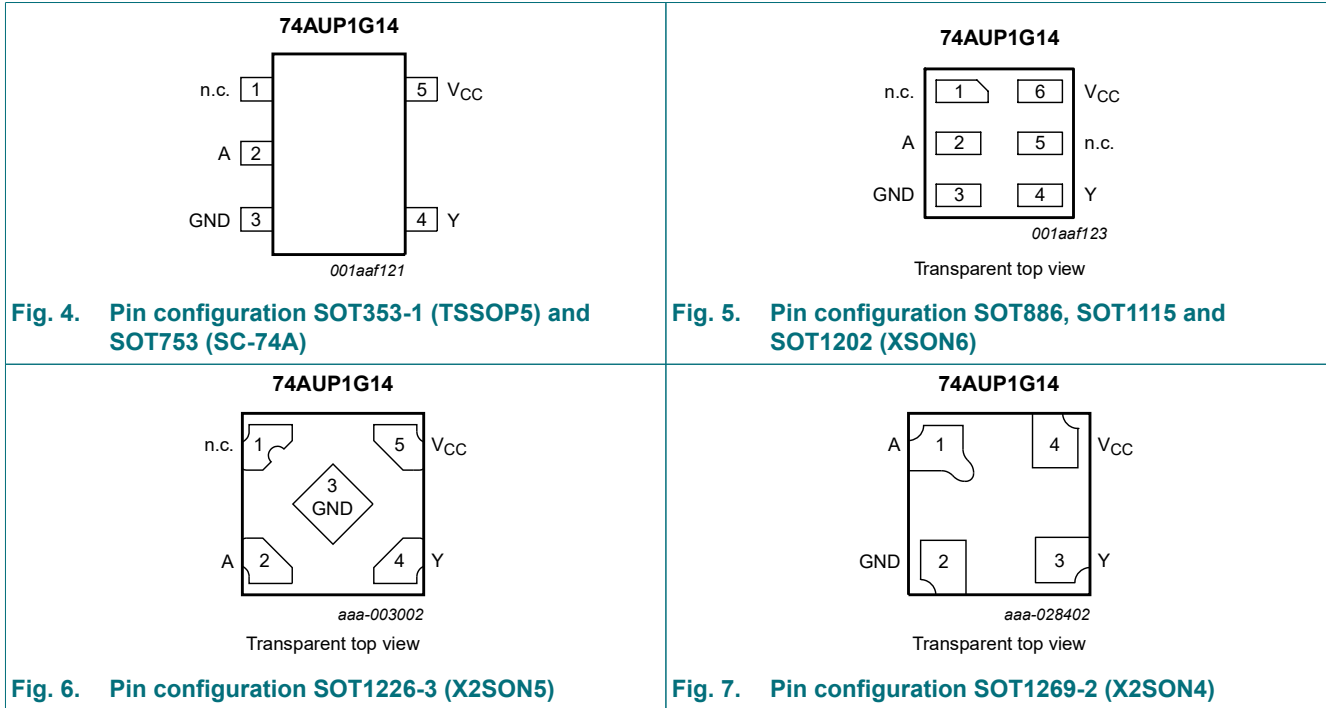 74AUP1G14
n.c. 1
5 VCC
A 2
GND 3
4 Y
001aaf121
Fig. 4. Pin configuration SOT353-1 (TSSOP5) and
SOT753 (SC-74A)
74AUP1G14
n.c. 1 6 VCC
A 2 5 n.c.
GND 3 4 Y
001aaf123
Transparent top view
Fig. 5. Pin configuration SOT886, SOT1115 and
SOT1202 (XSON6)
74AUP1G14
n.c. 1 5 VCC
3
GND
A 2 4 Y
aaa-003002
Transparent top view
Fig. 6. Pin configuration SOT1226-3 (X2SON5)
74AUP1G14
A 1 4 VCC
GND 2 3 Y
aaa-028402
Transparent top view
Fig. 7. Pin configuration SOT1269-2 (X2SON4)